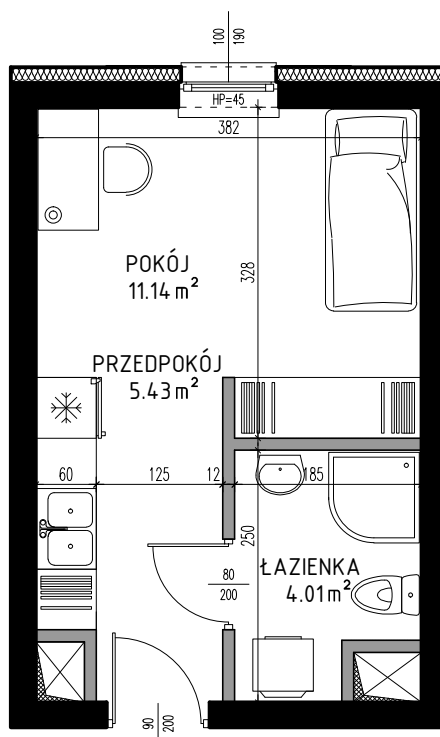 100
190
HP=45
382
POKÓJ
11.14 m²
328
PRZEDPOKÓJ
5.43 m²
60
125
12
185
250
80
200
ŁAZIENKA
4.01m²
90
200